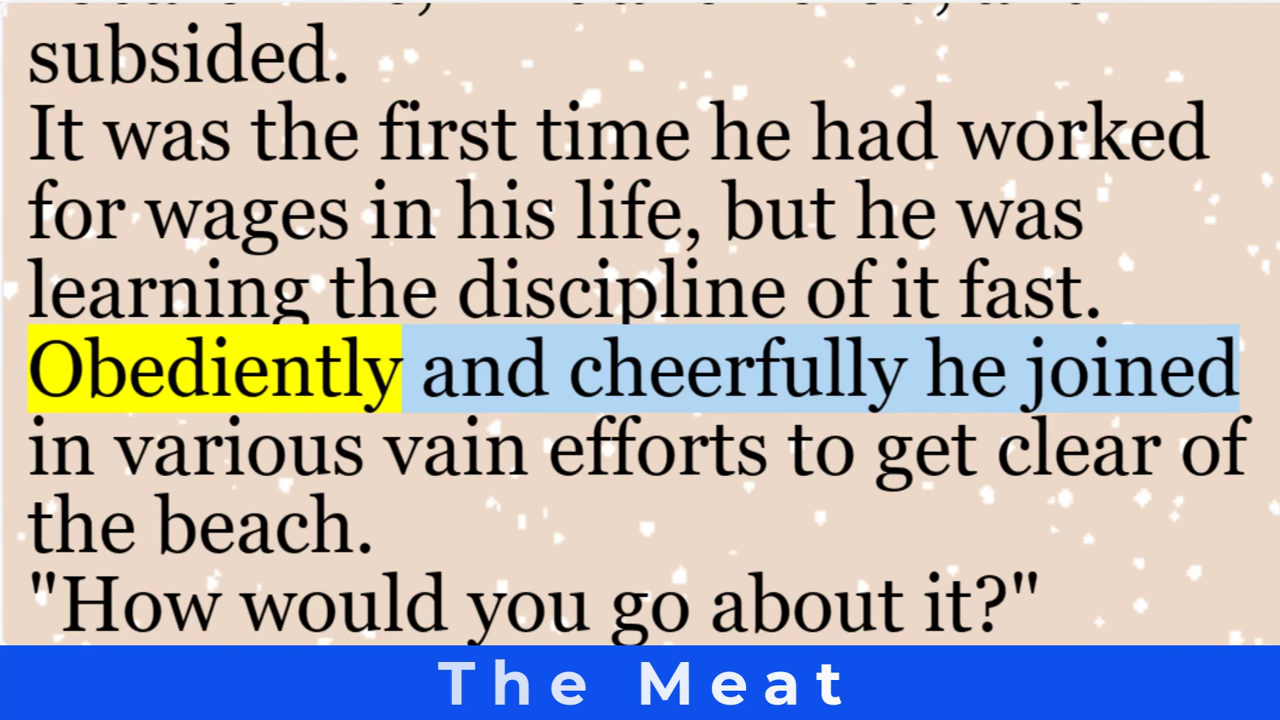 subsided.
It was the first time he had worked
for wages in his life, but he was
learning the discipline of it fast.
Obediently and cheerfully he joined
in various vain efforts to get clear of
the beach.
"How would you go about it?"
The Meat